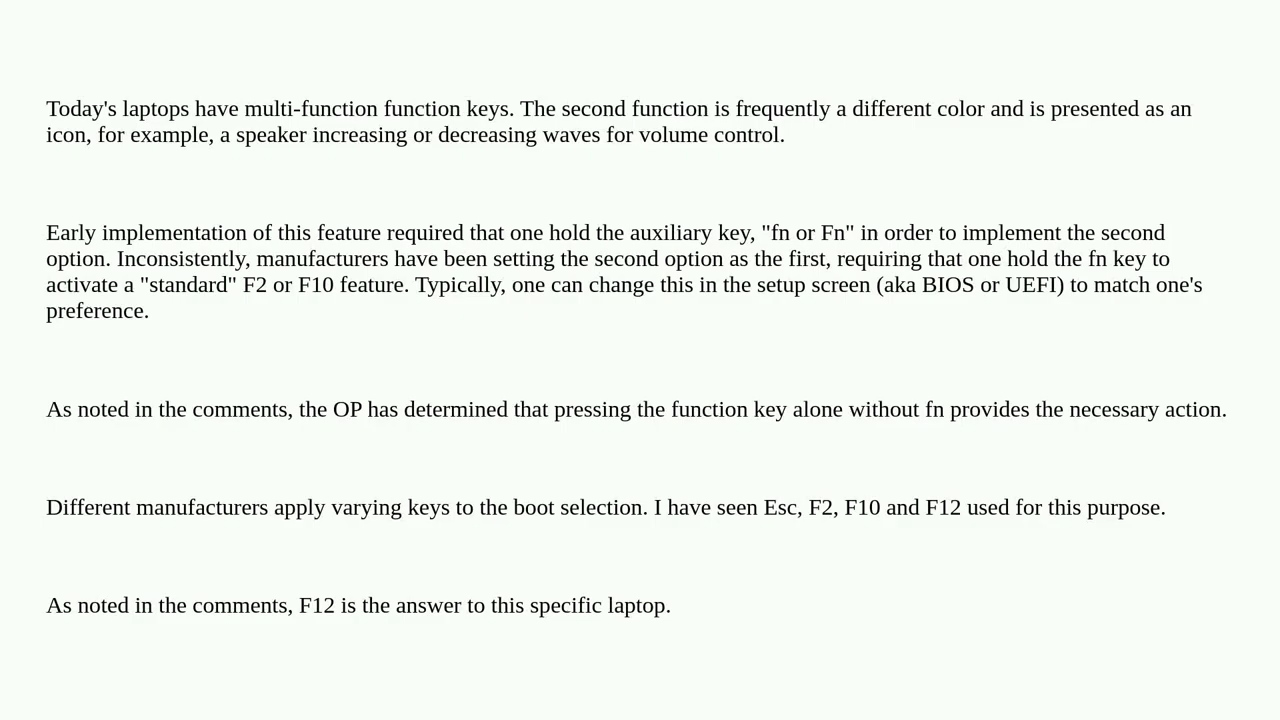 Today's laptops have multi-function function keys. The second function is frequently a different color and is presented as an
icon, for example, a speaker increasing or decreasing waves for volume control.
Early implementation of this feature required that one hold the auxiliary key, "fn or Fn" in order to implement the second
option. Inconsistently, manufacturers have been setting the second option as the first, requiring that one hold the fn key to
activate a "standard" F2 or F10 feature. Typically, one can change this in the setup screen (aka BIOS or UEFI) to match one's
preference.
As noted in the comments, the OP has determined that pressing the function key alone without fn provides the necessary action.
Different manufacturers apply varying keys to the boot selection. I have seen Esc, F2, F10 and F12 used for this purpose.
As noted in the comments, F12 is the answer to this specific laptop.